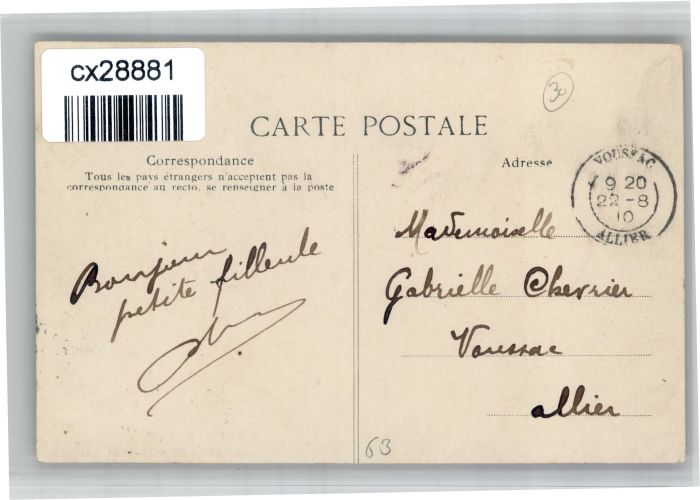 cx28881
30
CARTE POSTALE
Correspondance
Tous les pays étrangers n'acceptent pas la
correspondance au recto, se renseigner à la poste
Adresse
VOUSSAC
9 20
22 - 8
10
ALLIER
Bonjour
petite filleule
Mademoiselle
Gabrielle Chevrier
Voussac
allier
63